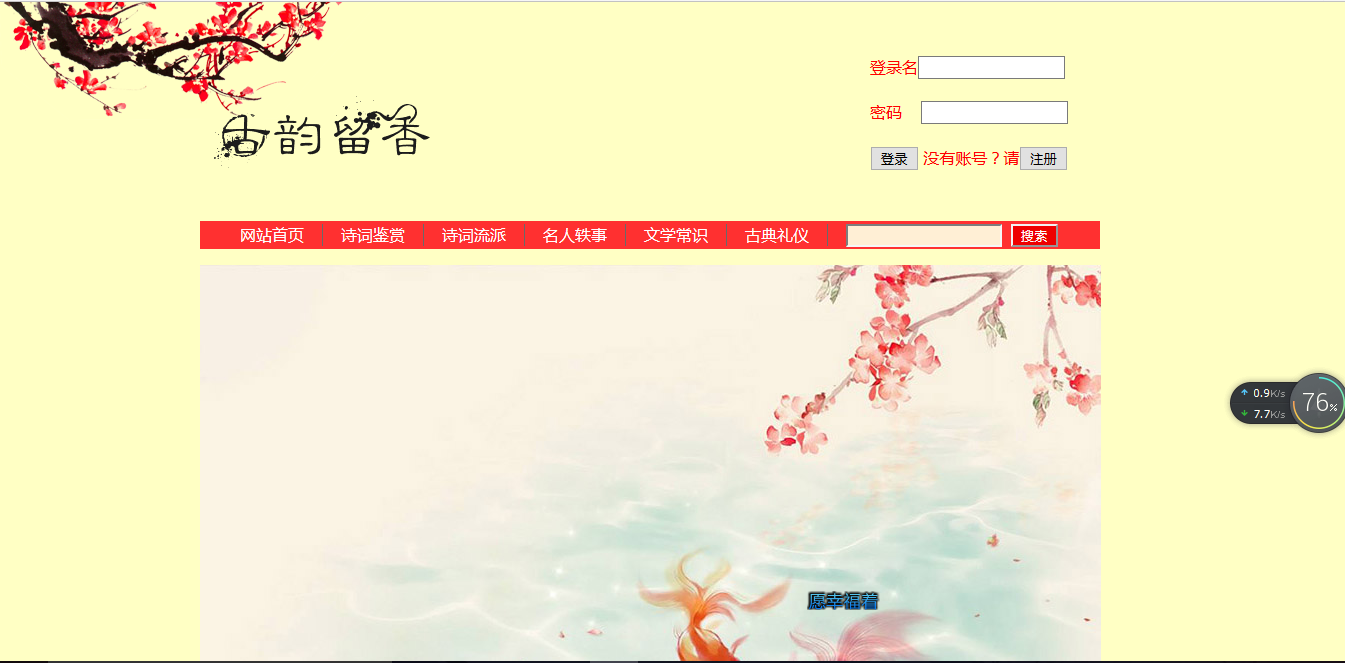 古韵留香
登录名
密码
登录 没有账号？请 注册
网站首页 诗词鉴赏 诗词流派 名人轶事 文学常识 古典礼仪 搜索
0.9K/s
7.7K/s
76%
愿幸福着